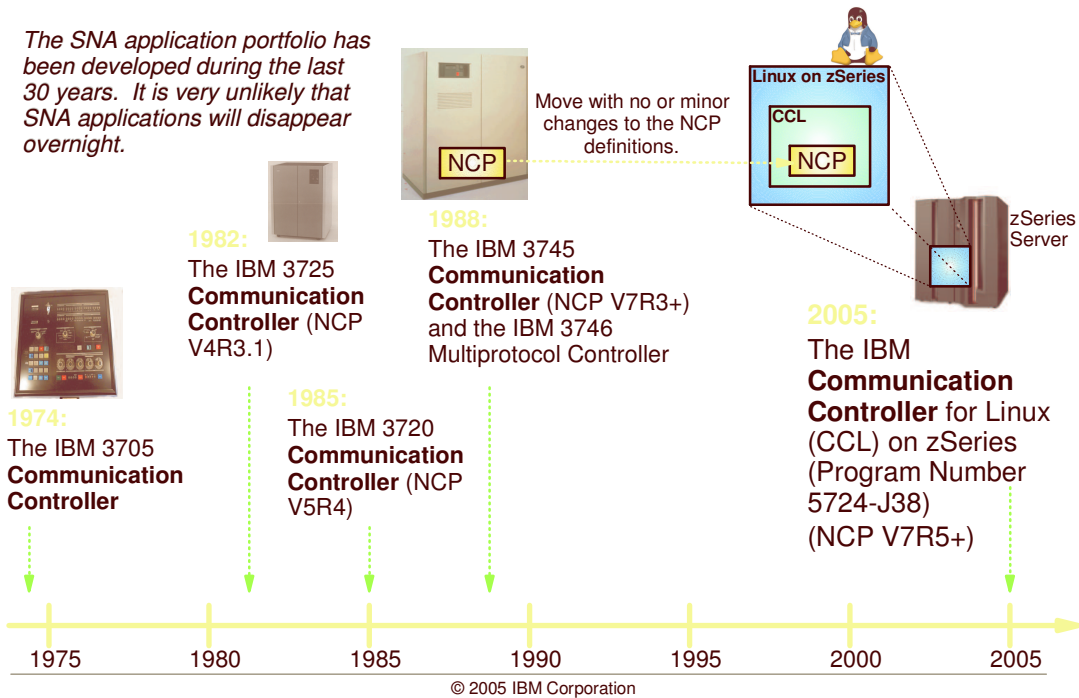 The SNA application portfolio has
been developed during the last
30 years. It is very unlikely that
SNA applications will disappear
overnight.
NCP
Move with no or minor
changes to the NCP
definitions.
Linux on zSeries
CCL
NCP
zSeries
Server
1974:
The IBM 3705
Communication
Controller
1982:
The IBM 3725
Communication
Controller (NCP
V4R3.1)
1985:
The IBM 3720
Communication
Controller (NCP
V5R4)
1988:
The IBM 3745
Communication
Controller (NCP V7R3+)
and the IBM 3746
Multiprotocol Controller
2005:
The IBM
Communication
Controller for Linux
(CCL) on zSeries
(Program Number
5724-J38)
(NCP V7R5+)
1975 1980 1985 1990 1995 2000 2005
© 2005 IBM Corporation